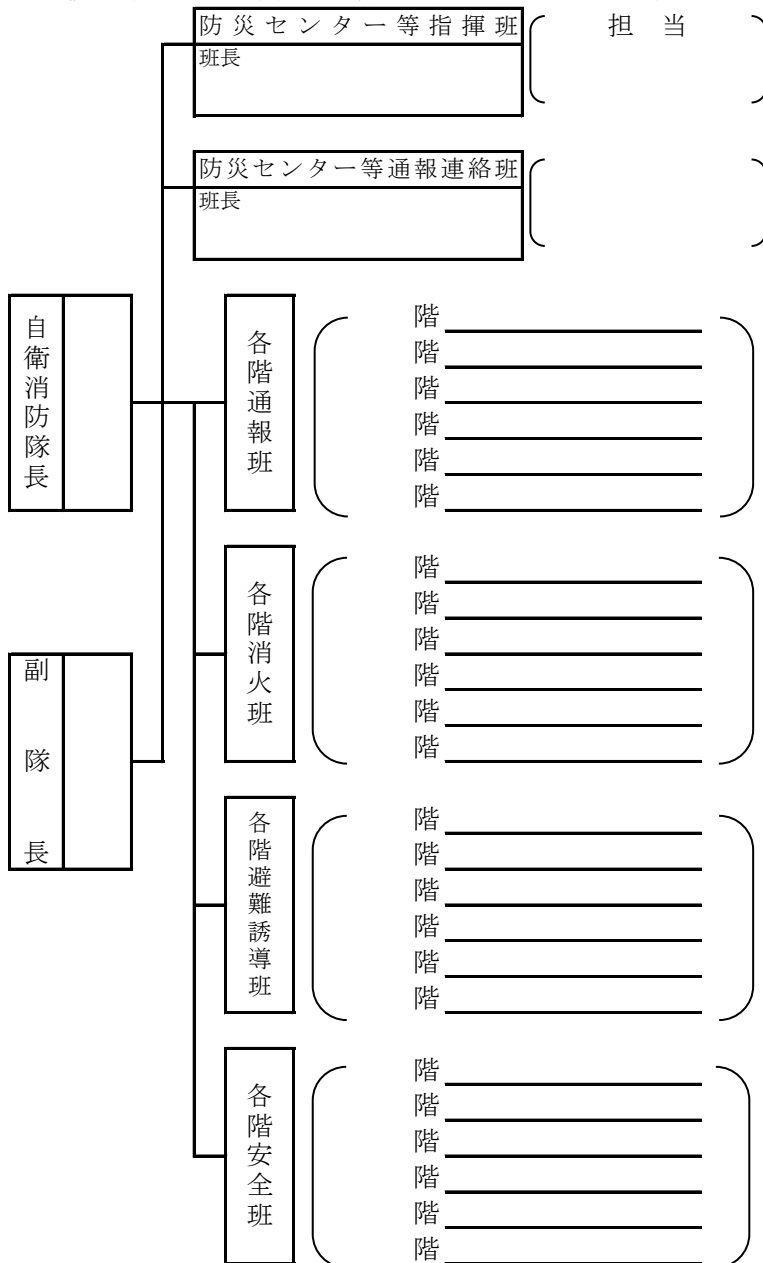 防災センター等指揮班
担当
班長
防災センター等通報連絡班
班長
自衛消防隊長
各階通報班
階
階
階
階
階
階
各階消火班
階
階
階
階
階
階
副隊長
各階避難誘導班
階
階
階
階
階
階
各階安全班
階
階
階
階
階
階